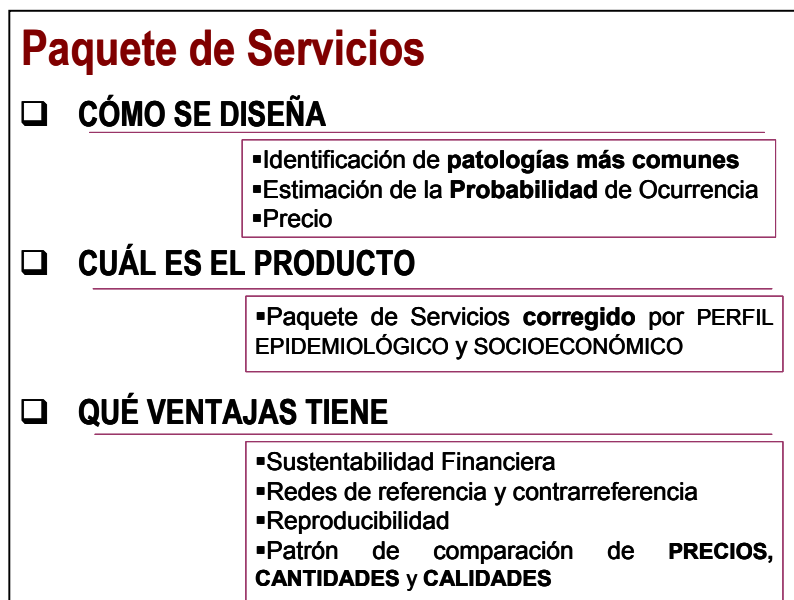 Paquete de Servicios
❑ CÓMO SE DISEÑA
▪Identificación de patologías más comunes
▪Estimación de la Probabilidad de Ocurrencia
▪Precio
❑ CUÁL ES EL PRODUCTO
▪Paquete de Servicios corregido por PERFIL
EPIDEMIOLÓGICO y SOCIOECONÓMICO
❑ QUÉ VENTAJAS TIENE
▪Sustentabilidad Financiera
▪Redes de referencia y contrarreferencia
▪Reproducibilidad
▪Patrón de comparación de PRECIOS,
CANTIDADES y CALIDADES